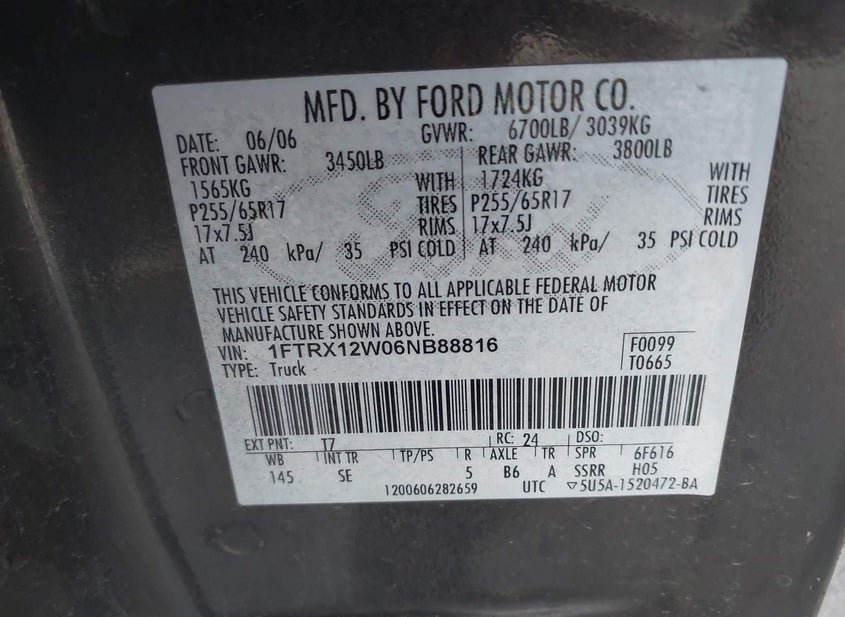 MFD. BY FORD MOTOR CO.
DATE: 06/06 GVWR: 6700LB/ 3039KG
FRONT GAWR: 3450LB REAR GAWR: 3800LB
1565KG WITH 1724KG WITH
P255/65R17 TIRES P255/65R17 TIRES
17x7.5J RIMS 17x7.5J RIMS
AT 240 kPa/ 35 PSI COLD AT 240 kPa/ 35 PSI COLD
THIS VEHICLE CONFORMS TO ALL APPLICABLE FEDERAL MOTOR
VEHICLE SAFETY STANDARDS IN EFFECT ON THE DATE OF
MANUFACTURE SHOWN ABOVE.
VIN: 1FTRX12W06NB88816 F0099
TYPE: Truck T0665
EXT PNT: T7 RC: 24 DSO:
WB INT TR TP/PS R AXLE TR SPR 6F616
145 SE 5 B6 A SSRR H05
1200606282659 UTC ▽5U5A-1520472-BA